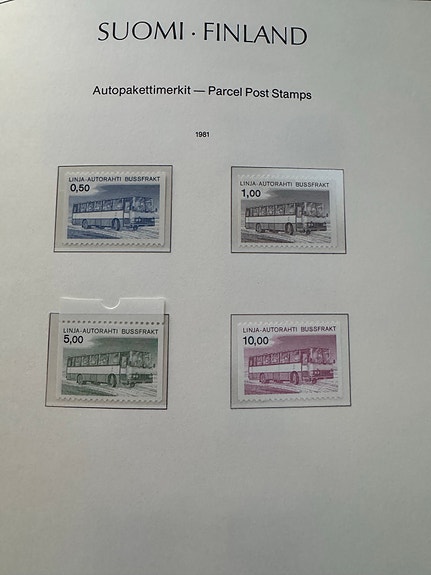 SUOMI · FINLAND
Autopakettimerkit — Parcel Post Stamps
1981
LINJA-AUTORAHTI BUSSFRAKT
0,50
LINJA-AUTORAHTI BUSSFRAKT
1,00
LINJA-AUTORAHTI BUSSFRAKT
5,00
LINJA-AUTORAHTI BUSSFRAKT
10,00